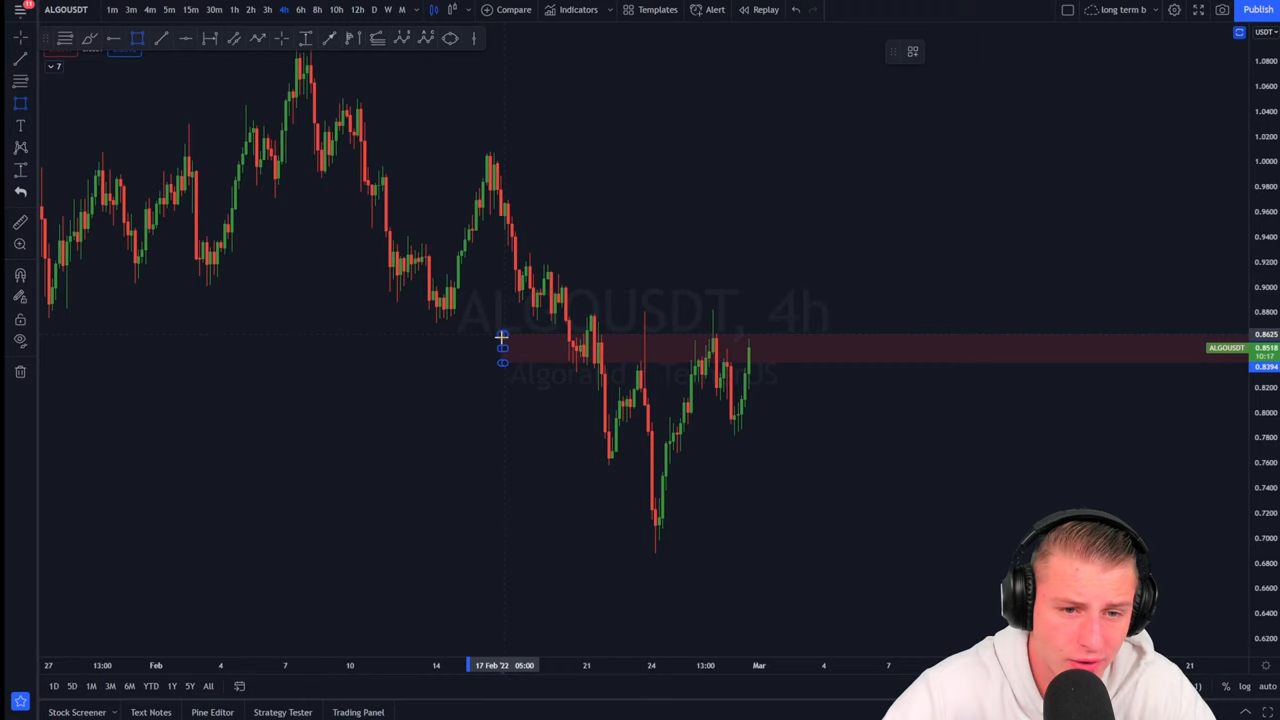 11
ALGOUSDT
1m 3m 4m 5m 15m 30m 1h 2h 3h 4h 6h 8h 10h 12h D W M
Compare
Indicators
Templates
Alert
Replay
long term b
Publish
USDT
7
1.0800
1.0600
1.0400
1.0200
1.0000
0.9800
0.9600
0.9400
0.9200
0.9000
0.8800
0.8625
ALGOUSDT 0.8518
10:17
0.8394
0.8200
0.8000
0.7800
0.7600
0.7400
0.7200
0.7000
0.6800
0.6600
0.6400
0.6200
ALGOUSDT, 4h
Algorand / TetherUS
27 13:00 Feb 4 7 10 14 17 Feb '22 05:00 21 24 13:00 Mar 4 7 21
1D 5D 1M 3M 6M YTD 1Y 5Y All
% log auto
Stock Screener Text Notes Pine Editor Strategy Tester Trading Panel